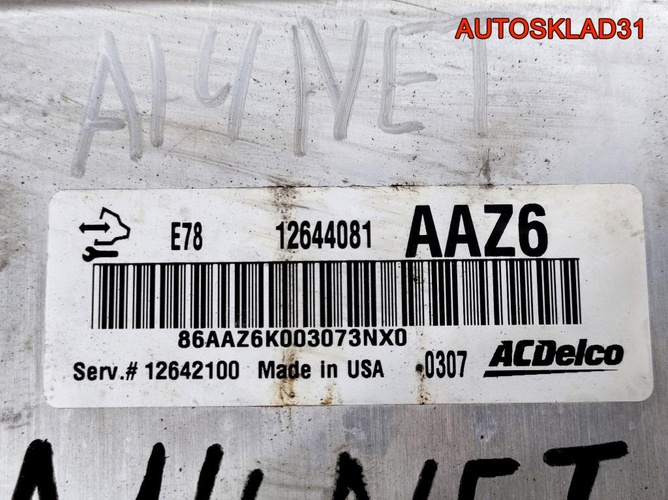 AUTOSKLAD31
A14NET
E78 12644081 AAZ6
86AAZ6K003073NX0
Serv.# 12642100 Made in USA 0307 ACDelco
A14NET